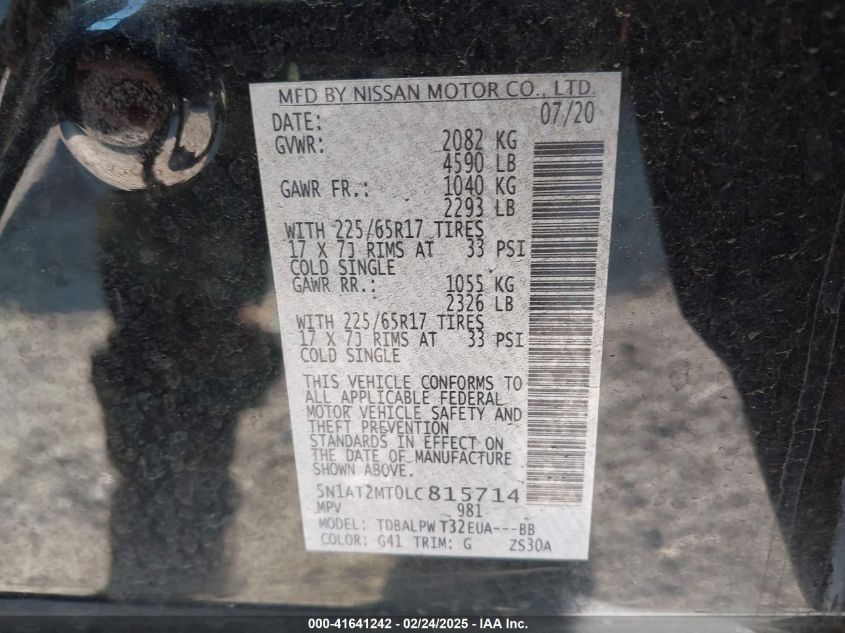 MFD BY NISSAN MOTOR CO., LTD.
DATE: 07/20
GVWR: 2082 KG
4590 LB
GAWR FR.: 1040 KG
2293 LB
WITH 225/65R17 TIRES
17 X 7J RIMS AT 33 PSI
COLD SINGLE
GAWR RR.: 1055 KG
2326 LB
WITH 225/65R17 TIRES
17 X 7J RIMS AT 33 PSI
COLD SINGLE
THIS VEHICLE CONFORMS TO
ALL APPLICABLE FEDERAL
MOTOR VEHICLE SAFETY AND
THEFT PREVENTION
STANDARDS IN EFFECT ON
THE DATE OF MANUFACTURE
SHOWN ABOVE.
5N1AT2MT0LC815714
MPV 981
MODEL: TDBALPW T32EUA---BB
COLOR: G41 TRIM: G ZS30A
000-41641242 - 02/24/2025 - IAA Inc.